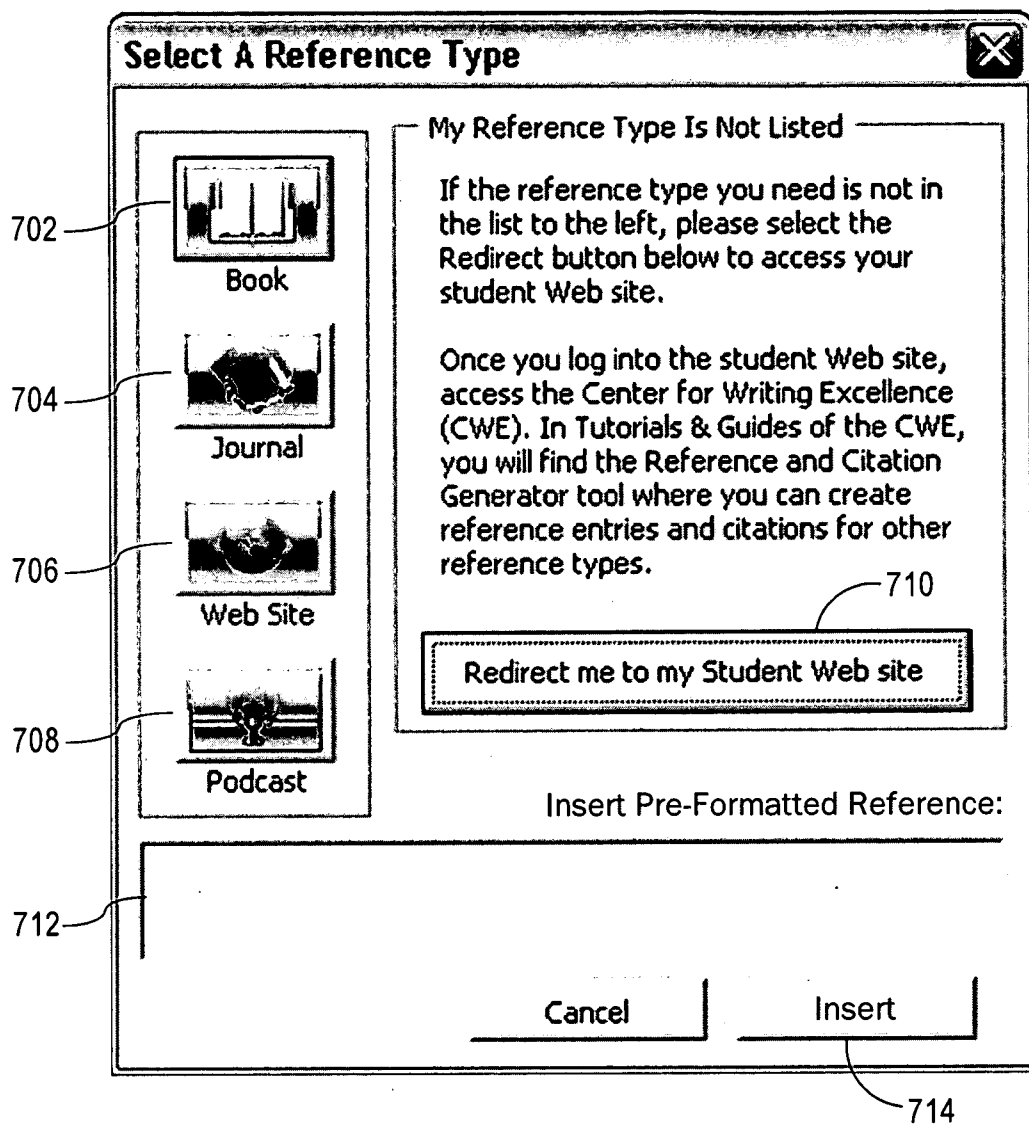 Select A Reference Type
702
Book
704
Journal
706
Web Site
708
Podcast
My Reference Type Is Not Listed
If the reference type you need is not in
the list to the left, please select the
Redirect button below to access your
student Web site.
Once you log into the student Web site,
access the Center for Writing Excellence
(CWE). In Tutorials & Guides of the CWE,
you will find the Reference and Citation
Generator tool where you can create
reference entries and citations for other
reference types.
710
Redirect me to my Student Web site
Insert Pre-Formatted Reference:
712
Cancel
Insert
714